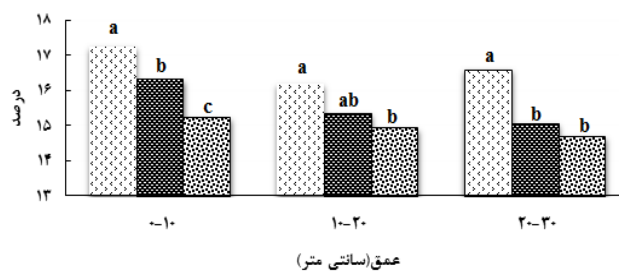 ۱۸
۱۷
۱۶
۱۵
۱۴
۱۳
درصد
a b c
a ab b
a b b
۰-۱۰ ۱۰-۲۰ ۲۰-۳۰
عمق(سانتی متر)